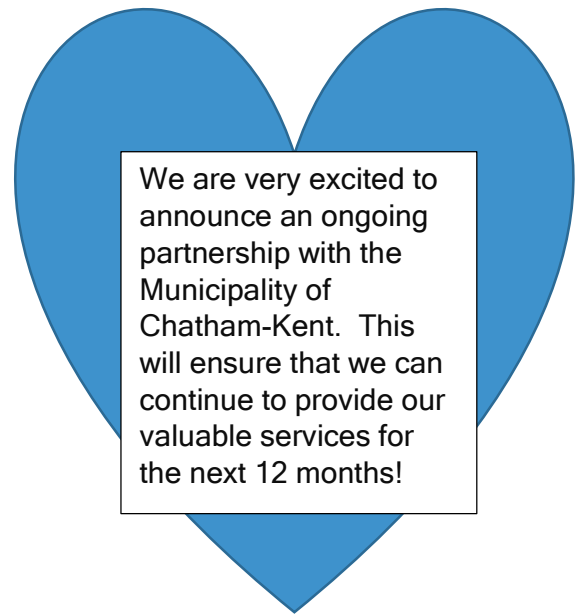 We are very excited to
announce an ongoing
partnership with the
Municipality of
Chatham-Kent.  This
will ensure that we can
continue to provide our
valuable services for
the next 12 months!